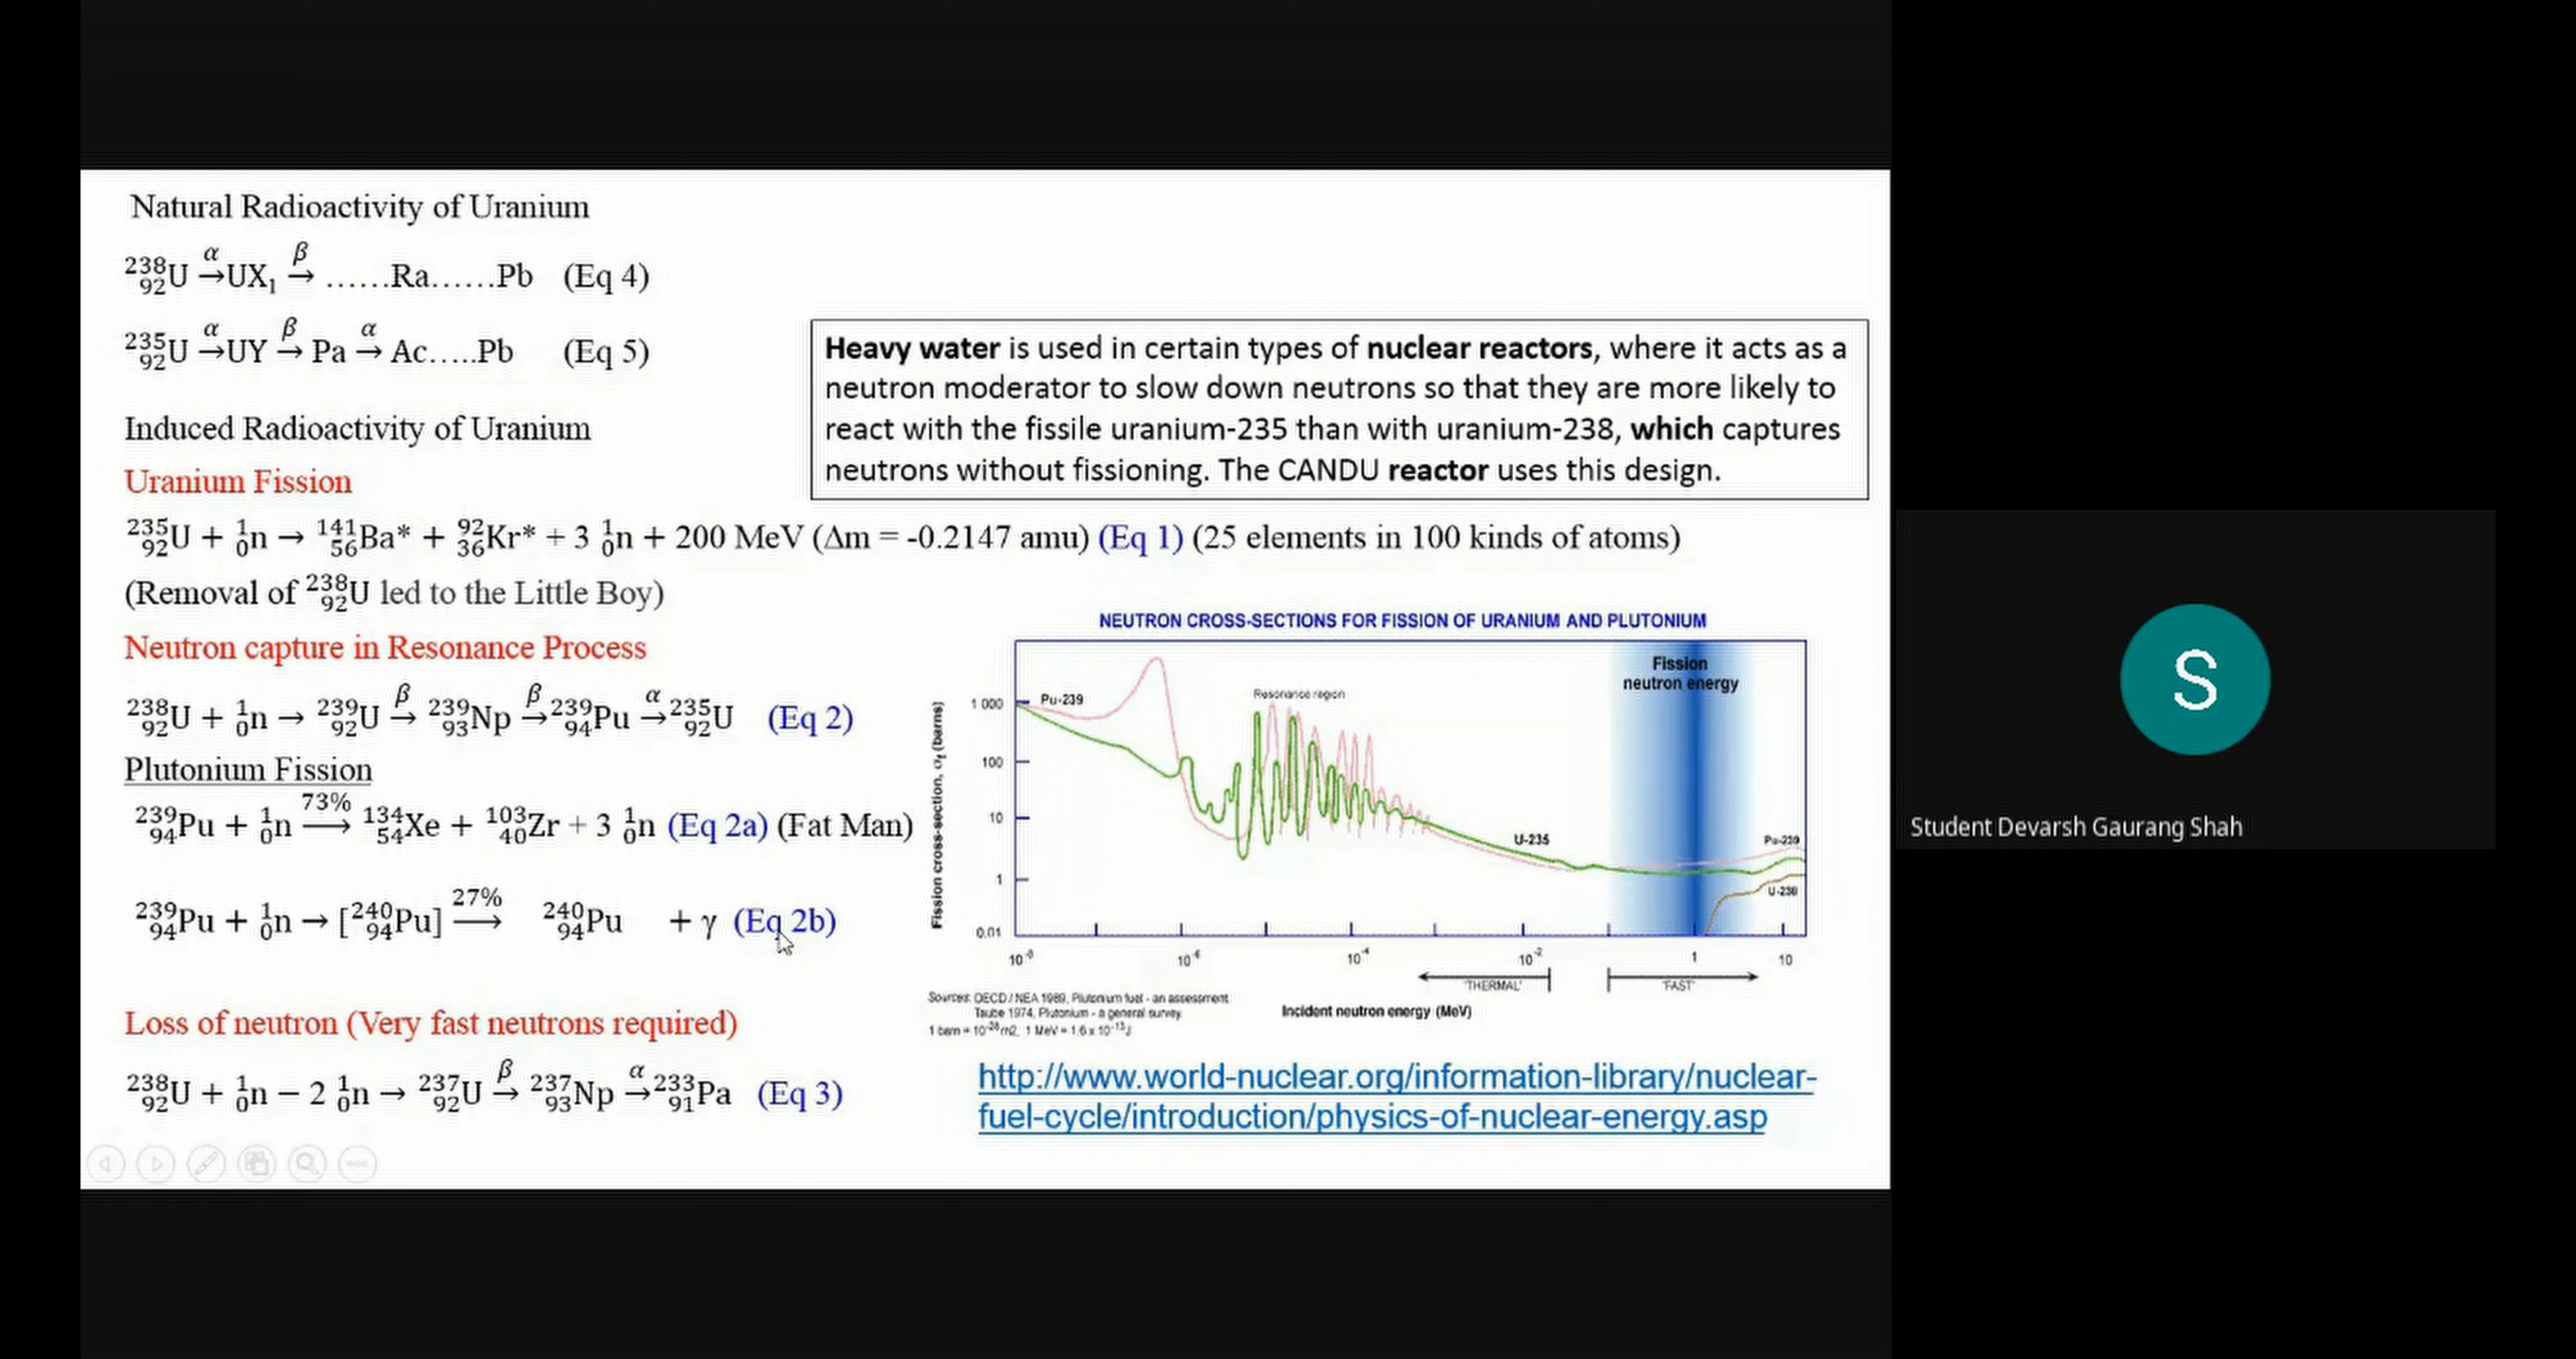 Natural Radioactivity of Uranium
²³⁸₉₂U α→ UX₁ β→ ......Ra......Pb (Eq 4)
²³⁵₉₂U α→ UY β→ Pa α→ Ac.....Pb (Eq 5)
Heavy water is used in certain types of nuclear reactors, where it acts as a
neutron moderator to slow down neutrons so that they are more likely to
react with the fissile uranium-235 than with uranium-238, which captures
neutrons without fissioning. The CANDU reactor uses this design.
Induced Radioactivity of Uranium
Uranium Fission
²³⁵₉₂U + ¹₀n → ¹⁴¹₅₆Ba* + ⁹²₃₆Kr* + 3 ¹₀n + 200 MeV (Δm = -0.2147 amu) (Eq 1) (25 elements in 100 kinds of atoms)
(Removal of ²³⁸₉₂U led to the Little Boy)
Neutron capture in Resonance Process
²³⁸₉₂U + ¹₀n → ²³⁹₉₂U β→ ²³⁹₉₃Np β→ ²³⁹₉₄Pu α→ ²³⁵₉₂U (Eq 2)
Plutonium Fission
²³⁹₉₄Pu + ¹₀n 73%→ ¹³⁴₅₄Xe + ¹⁰³₄₀Zr + 3 ¹₀n (Eq 2a) (Fat Man)
²³⁹₉₄Pu + ¹₀n → [²⁴⁰₉₄Pu] 27%→ ²⁴⁰₉₄Pu + γ (Eq 2b)
Loss of neutron (Very fast neutrons required)
²³⁸₉₂U + ¹₀n − 2 ¹₀n → ²³⁷₉₂U β→ ²³⁷₉₃Np α→ ²³³₉₁Pa (Eq 3)
NEUTRON CROSS-SECTIONS FOR FISSION OF URANIUM AND PLUTONIUM
Fission
neutron energy
Resonance region
Pu-239
U-235
Pu-239
U-238
Fission cross-section, σf (barns)
1 000
100
10
1
0.01
10⁻⁸ 10⁻⁶ 10⁻⁴ 10⁻² 1 10
'THERMAL' 'FAST'
Incident neutron energy (MeV)
Sources: OECD / NEA 1989, Plutonium fuel - an assessment.
Taube 1974, Plutonium - a general survey.
1 barn = 10⁻²⁸m2, 1 MeV = 1.6 x 10⁻¹³J
http://www.world-nuclear.org/information-library/nuclear-
fuel-cycle/introduction/physics-of-nuclear-energy.asp
S
Student Devarsh Gaurang Shah